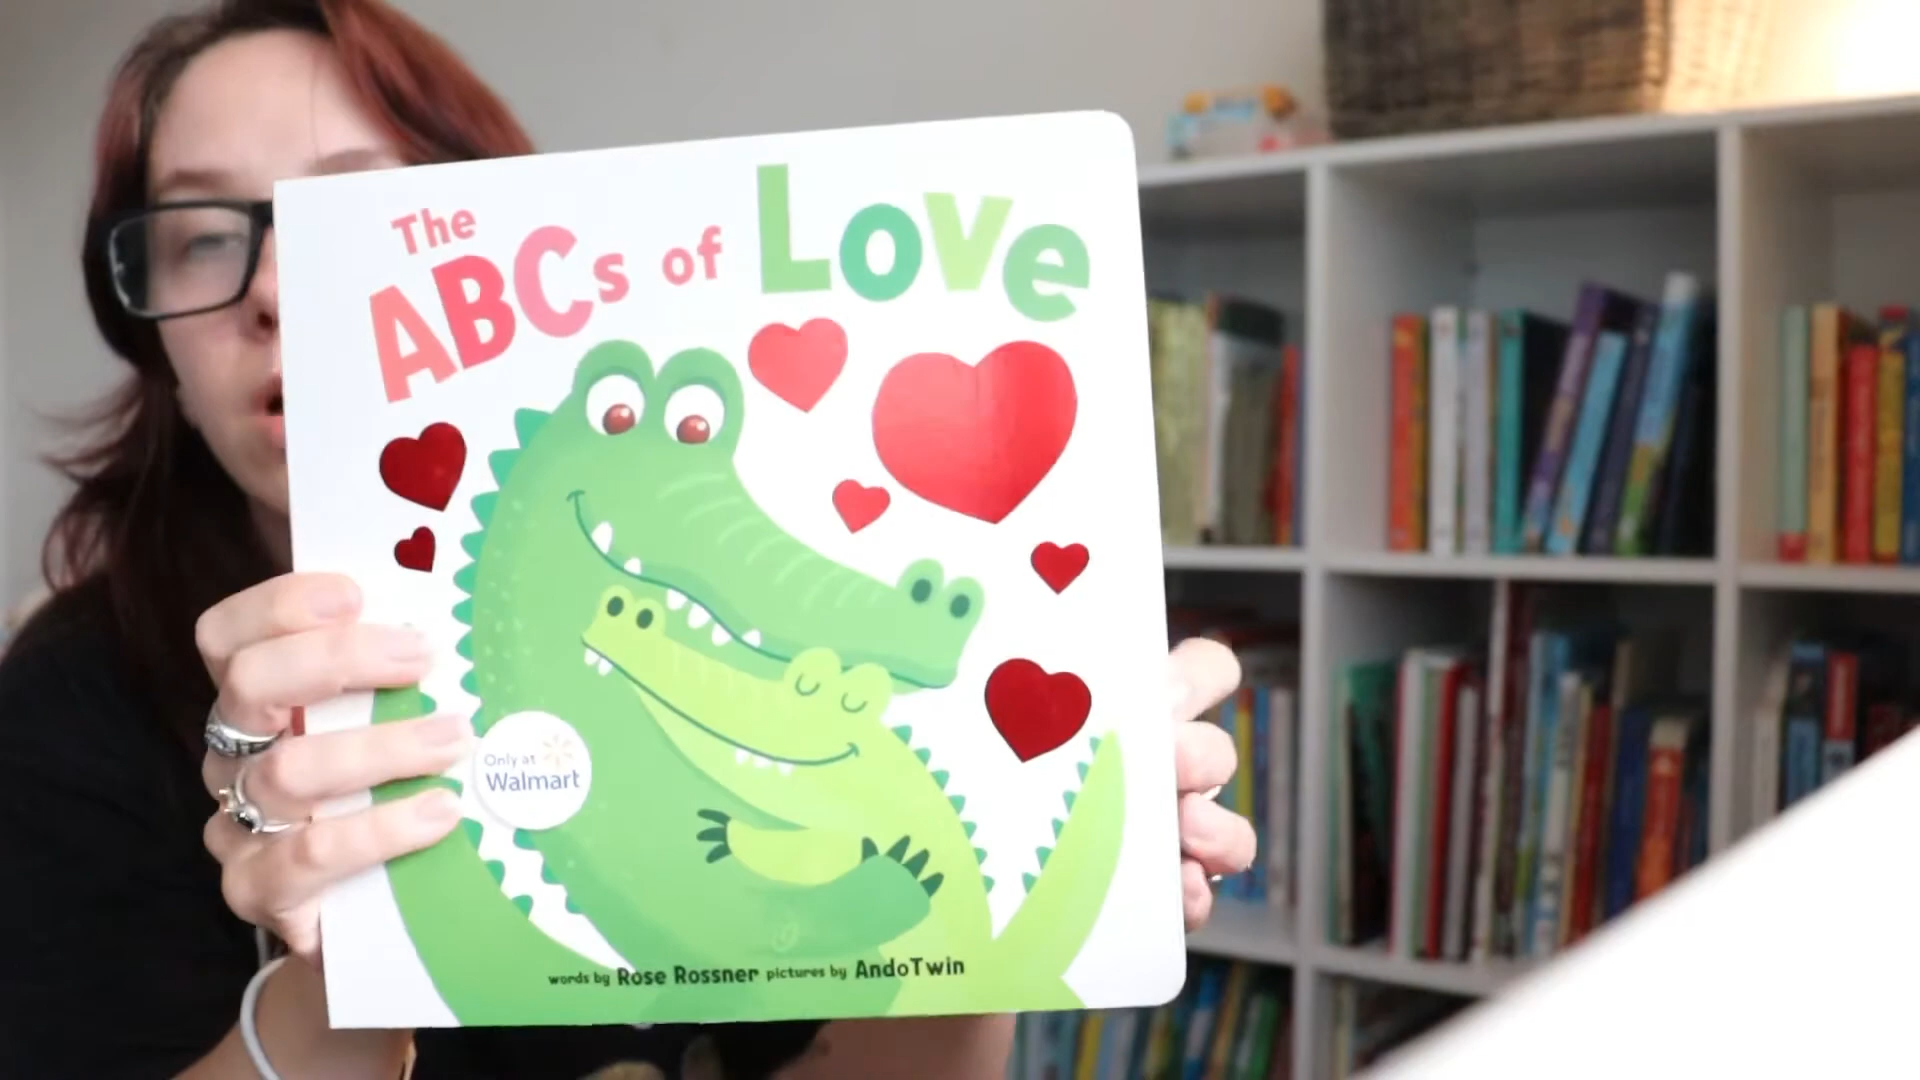 The
ABCs of Love
Only at
Walmart
words by Rose Rossner pictures by AndoTwin